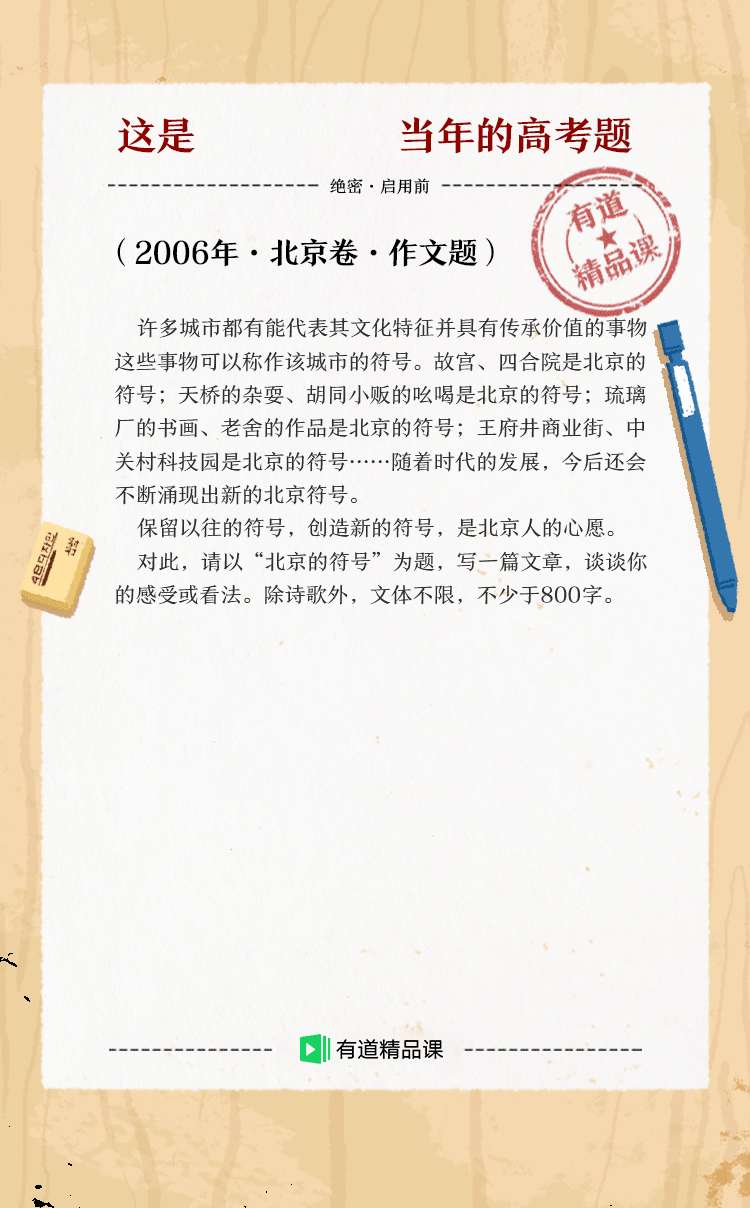 这是 当年的高考题
绝密·启用前
有道
精品课
（2006年·北京卷·作文题）
许多城市都有能代表其文化特征并具有传承价值的事物
这些事物可以称作该城市的符号。故宫、四合院是北京的
符号；天桥的杂耍、胡同小贩的吆喝是北京的符号；琉璃
厂的书画、老舍的作品是北京的符号；王府井商业街、中
关村科技园是北京的符号……随着时代的发展，今后还会
不断涌现出新的北京符号。
保留以往的符号，创造新的符号，是北京人的心愿。
对此，请以“北京的符号”为题，写一篇文章，谈谈你
的感受或看法。除诗歌外，文体不限，不少于800字。
有道精品课